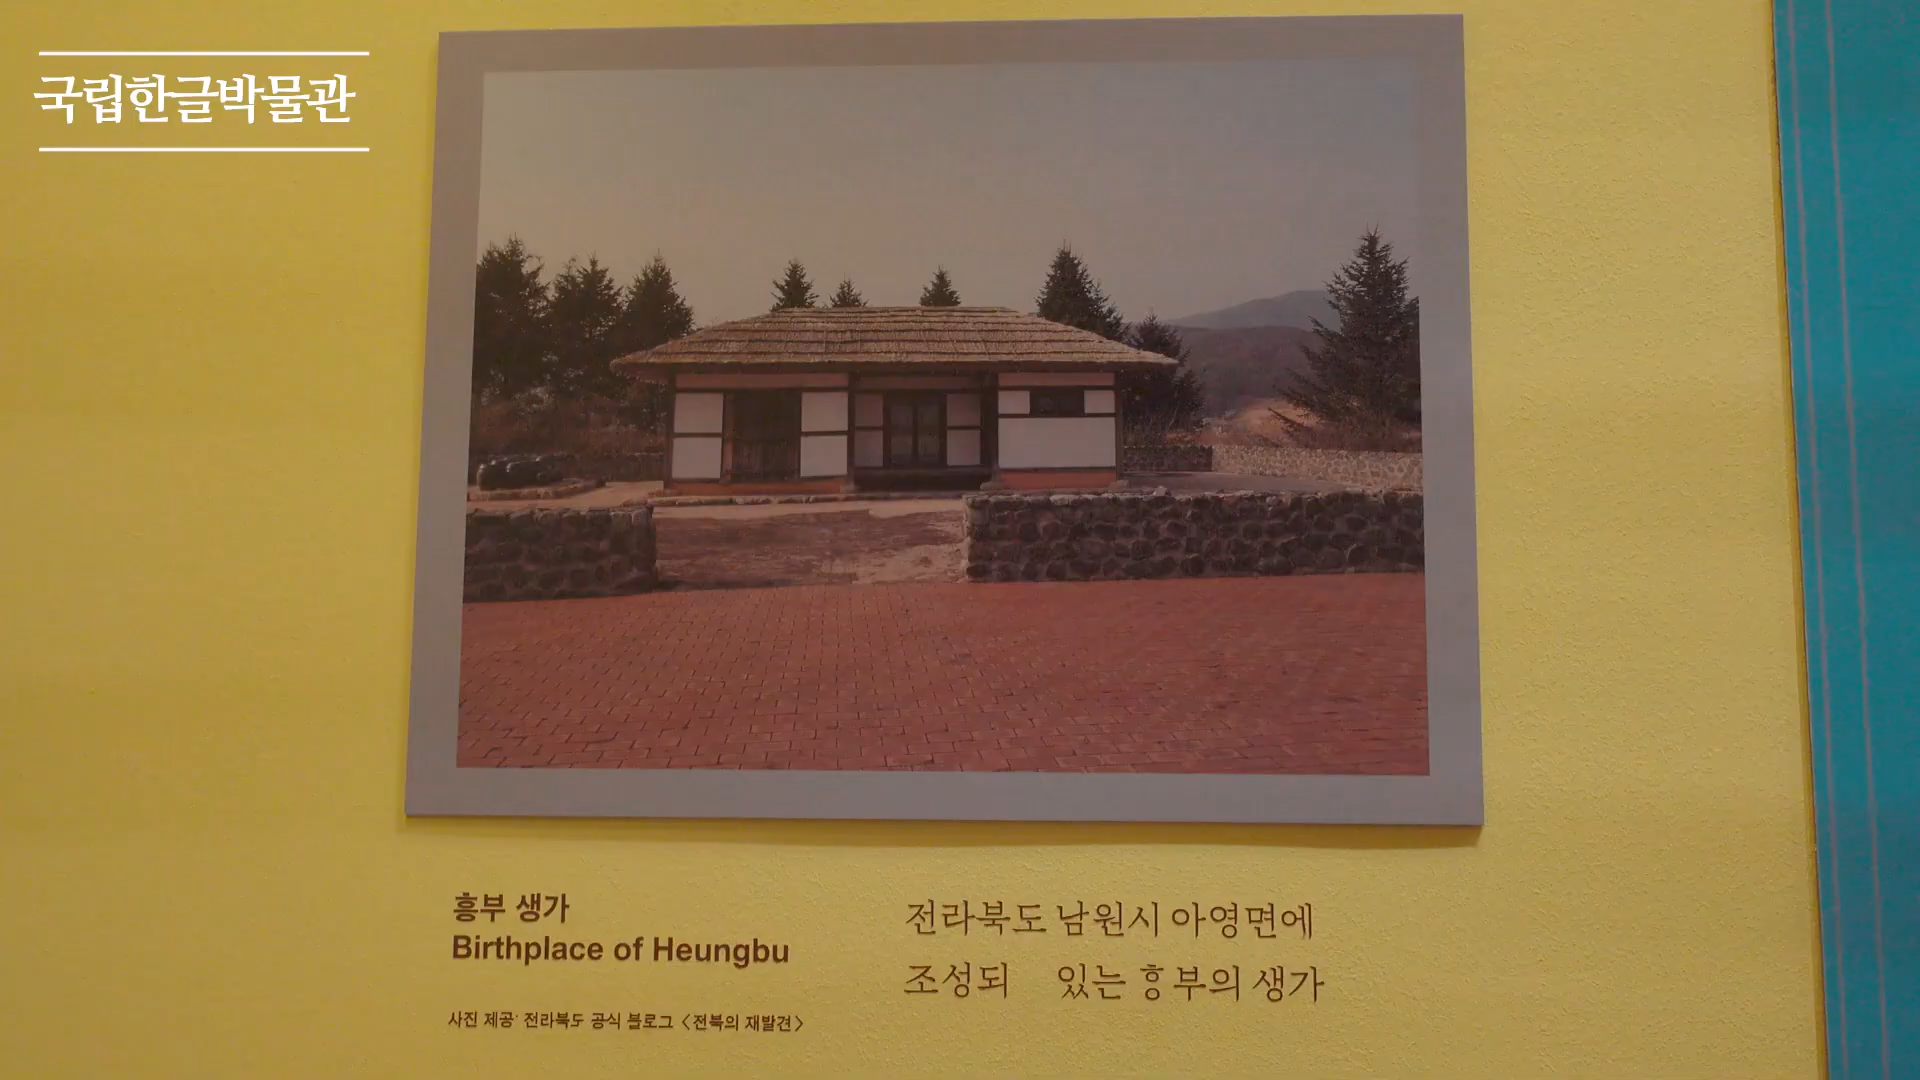 국립한글박물관
흥부 생가
Birthplace of Heungbu
사진 제공· 전라북도 공식 블로그 <전북의 재발견>
전라북도 남원시 아영면에
조성되 있는 흥부의 생가